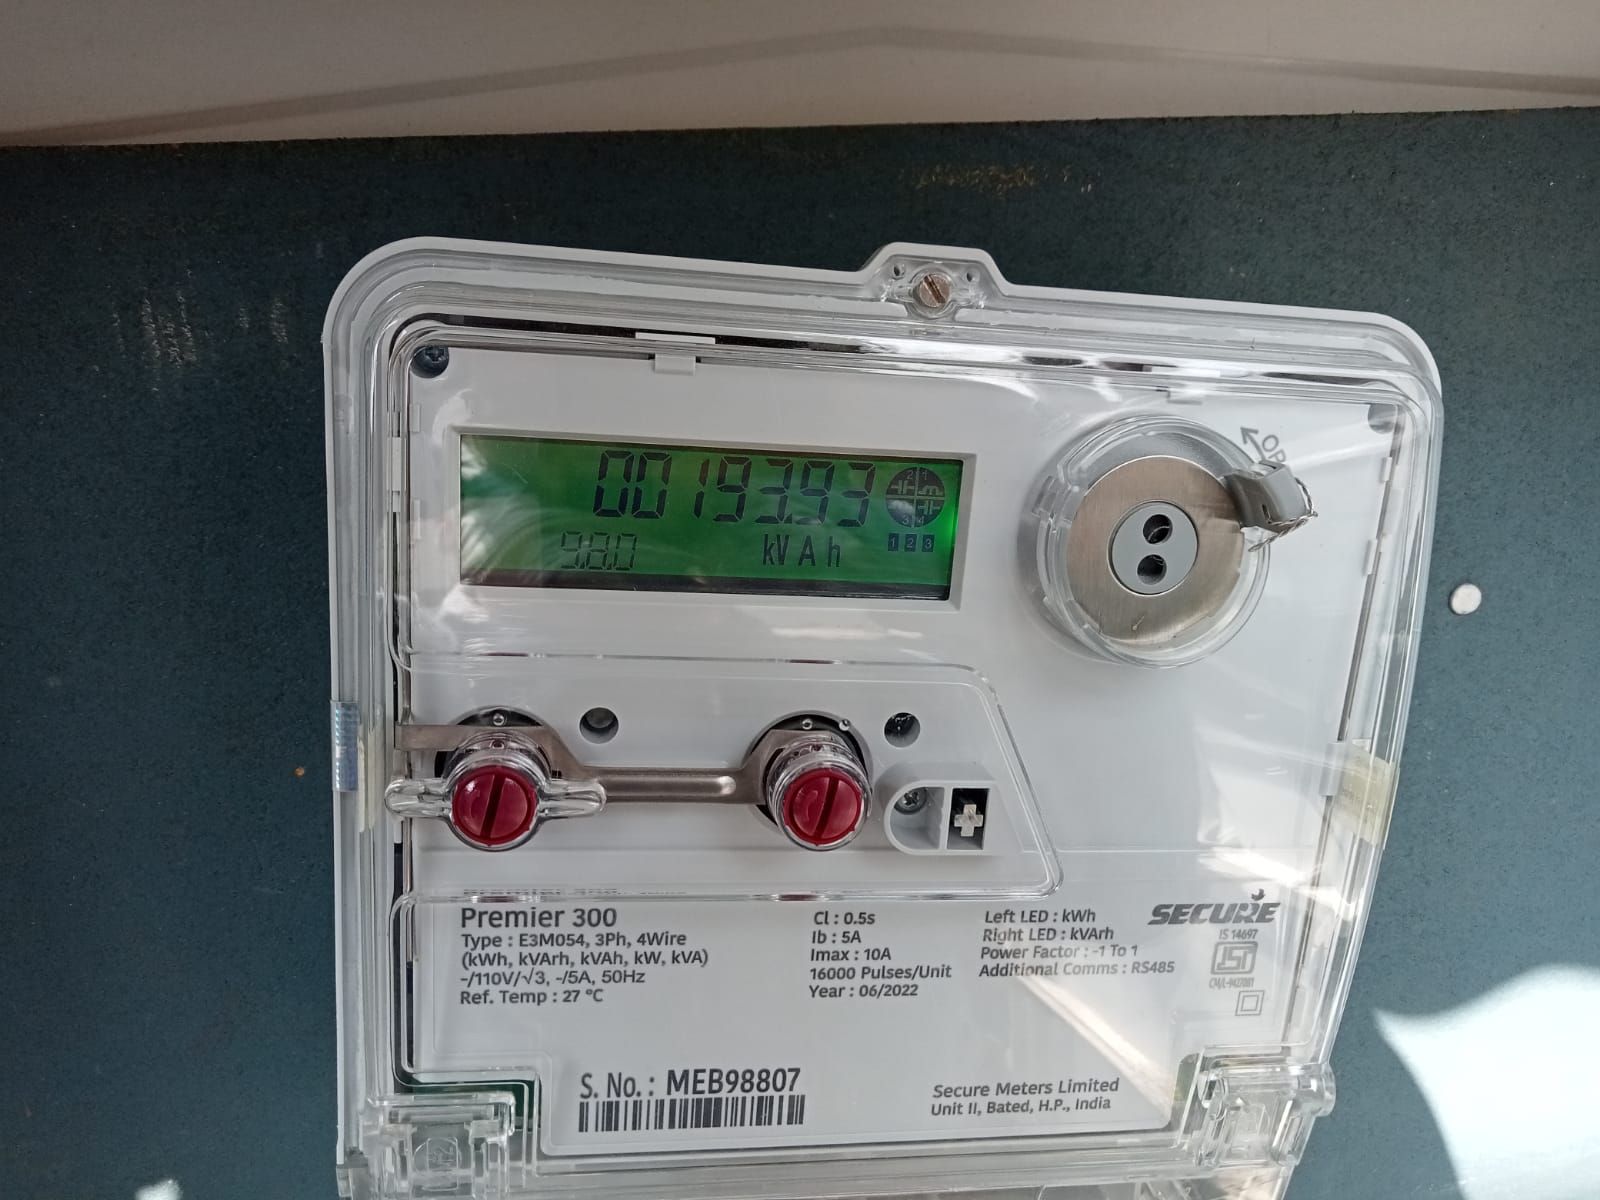 00193.93
9.8.0 kVAh
1 2 3
Premier 300
Type : E3M054, 3Ph, 4Wire
(kWh, kVArh, kVAh, kW, kVA)
-/110V/√3, -/5A, 50Hz
Ref. Temp : 27 °C
Cl : 0.5s
Ib : 5A
Imax : 10A
16000 Pulses/Unit
Year : 06/2022
Left LED : kWh
Right LED : kVArh
Power Factor : -1 To 1
Additional Comms : RS485
SECURE
IS 14697
S. No. : MEB98807
Secure Meters Limited
Unit II, Bated, H.P., India